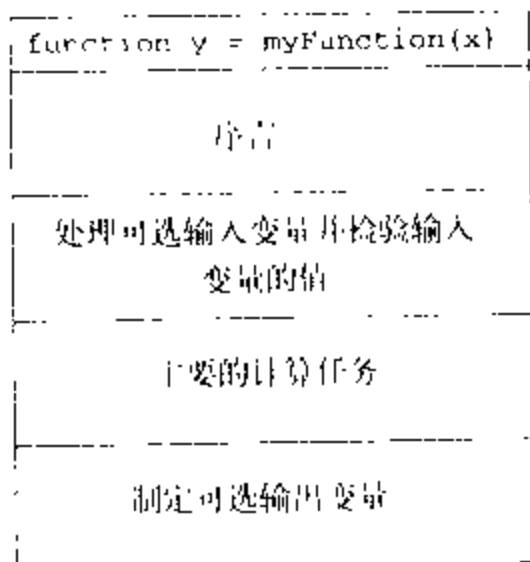 function y = myFunction(x)
序言
处理可选输入变量并检验输入
变量的值
主要的计算任务
制定可选输出变量